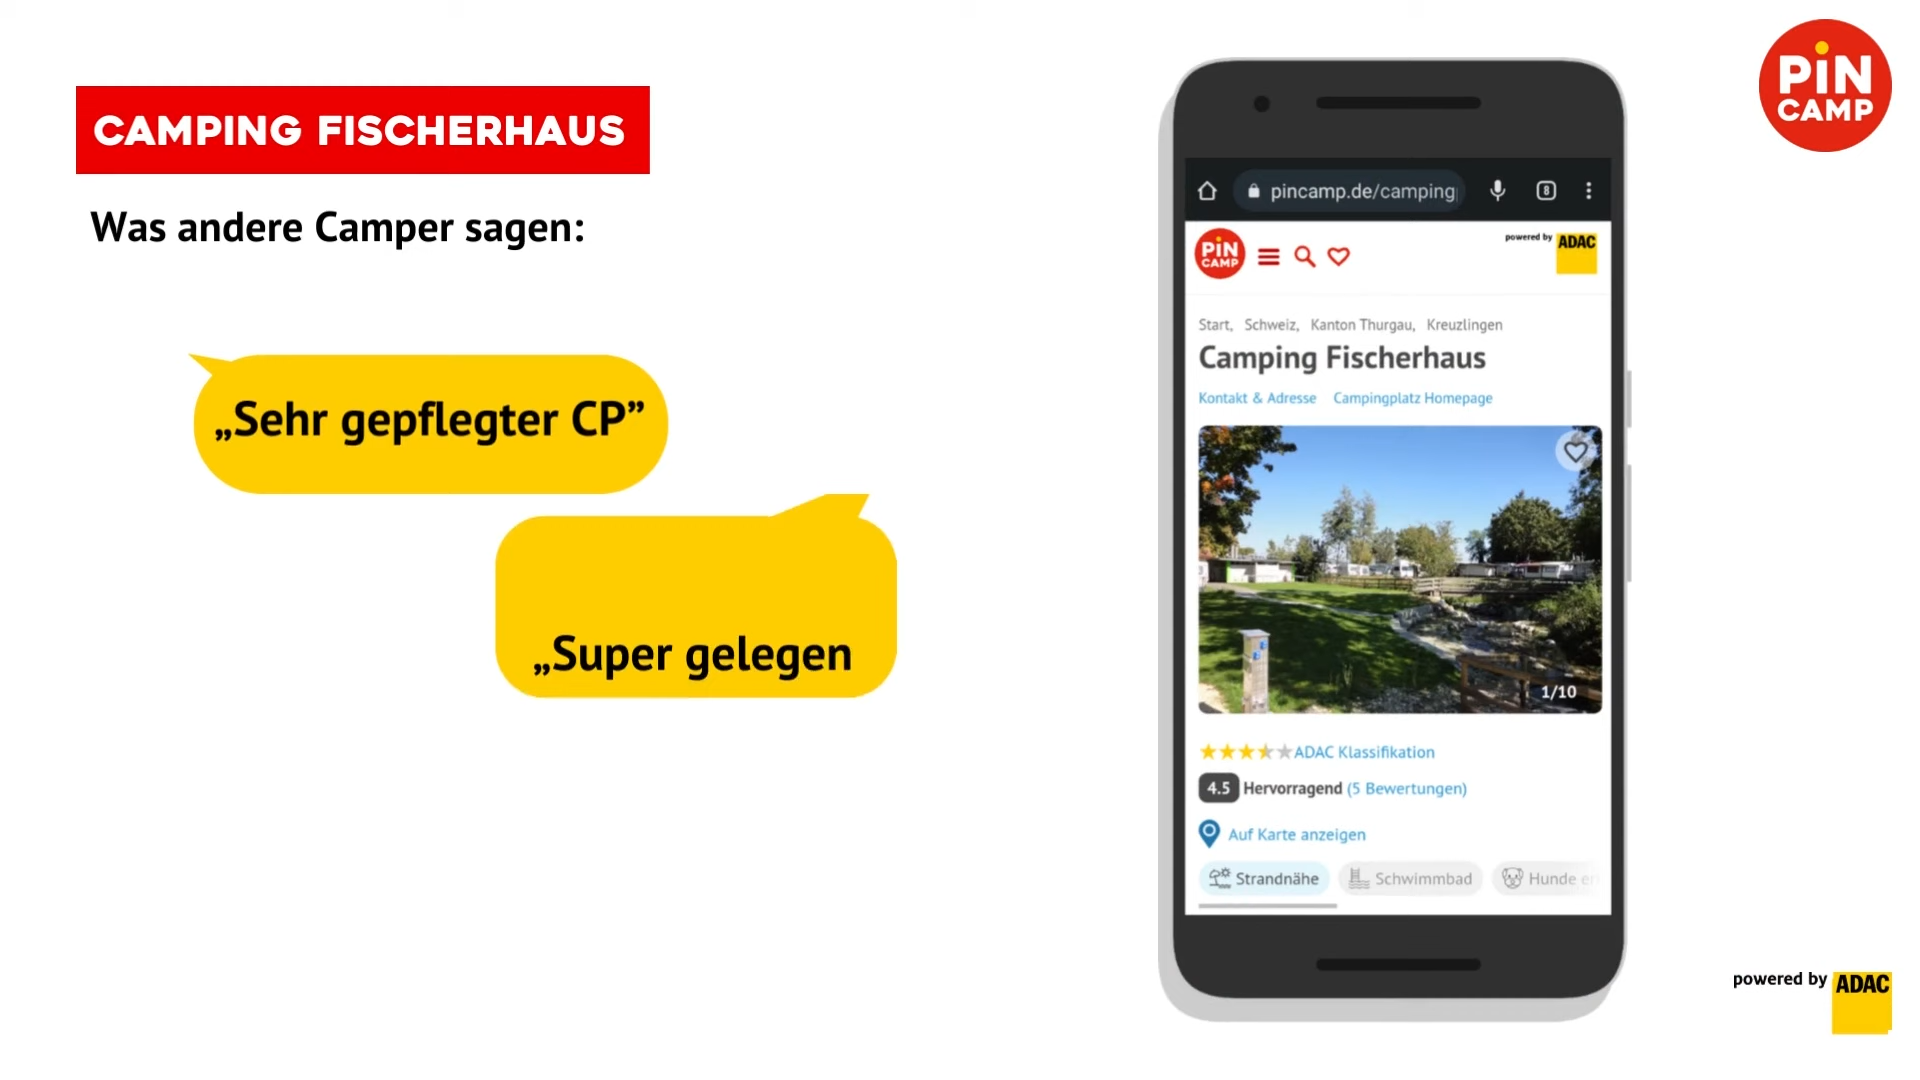 PiN
CAMP
CAMPING FISCHERHAUS
Was andere Camper sagen:
„Sehr gepflegter CP”
„Super gelegen
8
pincamp.de/camping
PiN
CAMP
powered by ADAC
Start, Schweiz, Kanton Thurgau, Kreuzlingen
Camping Fischerhaus
Kontakt & Adresse Campingplatz Homepage
1/10
ADAC Klassifikation
4.5 Hervorragend (5 Bewertungen)
Auf Karte anzeigen
Strandnähe Schwimmbad Hunde
powered by ADAC